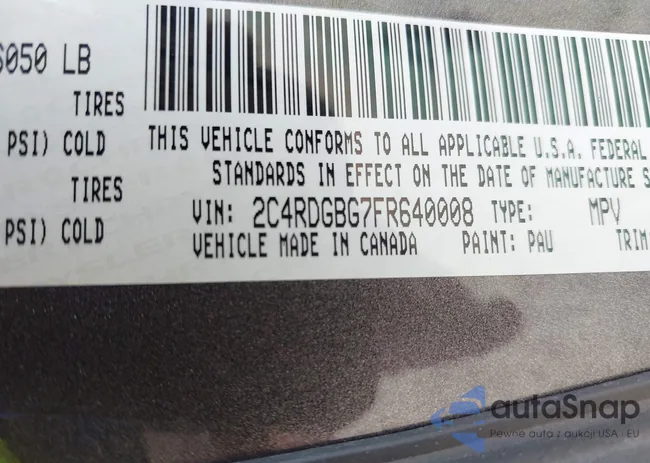 6050 LB
TIRES
PSI) COLD
TIRES
PSI) COLD
THIS VEHICLE CONFORMS TO ALL APPLICABLE U.S.A. FEDERAL
STANDARDS IN EFFECT ON THE DATE OF MANUFACTURE S
VIN: 2C4RDGBG7FR640008 TYPE: MPV
VEHICLE MADE IN CANADA PAINT: PAU TRIM:
autaSnap
Pewne auta z aukcji USA - EU